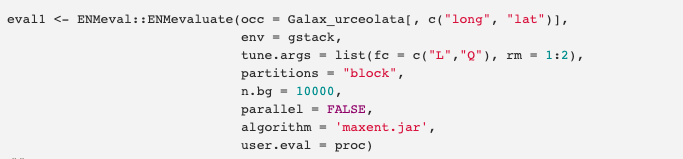 eval1 <- ENMeval::ENMevaluate(occ = Galax_urceolata[, c("long", "lat")],
env = gstack,
tune.args = list(fc = c("L","Q"), rm = 1:2),
partitions = "block",
n.bg = 10000,
parallel = FALSE,
algorithm = 'maxent.jar',
user.eval = proc)